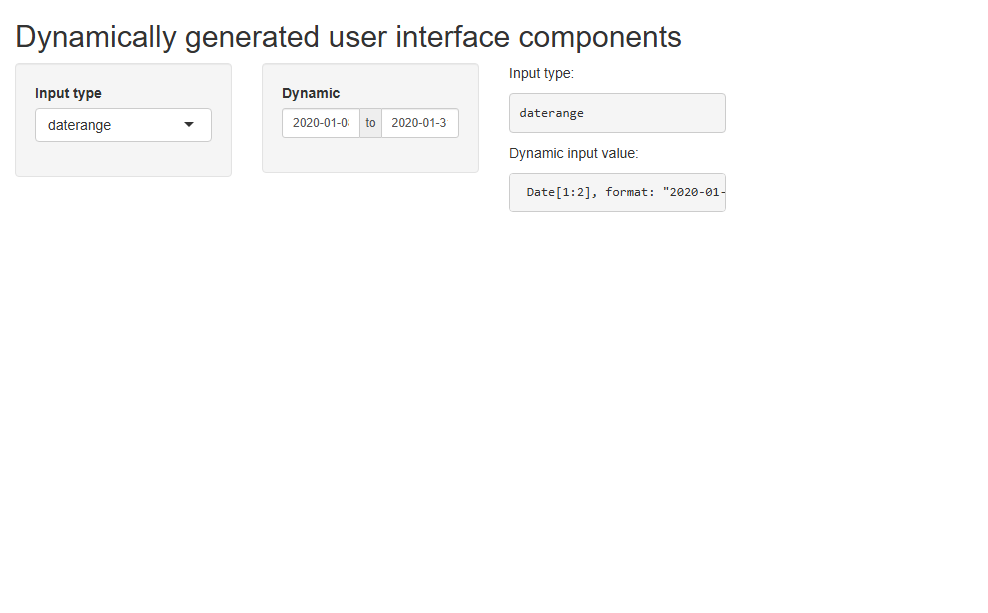 Dynamically generated user interface components
Input type
daterange
Dynamic
2020-01-0
to
2020-01-3
Input type:
daterange
Dynamic input value:
Date[1:2], format: "2020-01-